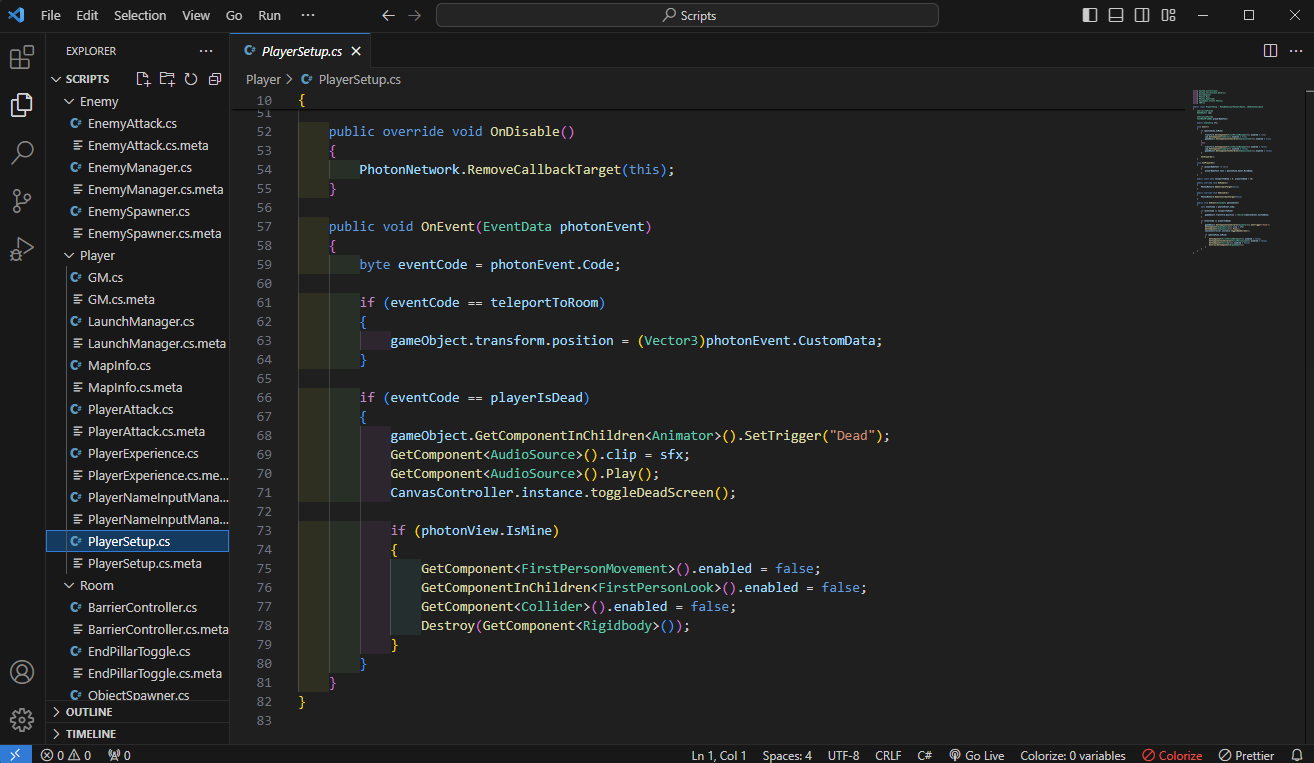 File Edit Selection View Go Run ··· Scripts
EXPLORER ···
SCRIPTS
Enemy
C# EnemyAttack.cs
EnemyAttack.cs.meta
C# EnemyManager.cs
EnemyManager.cs.meta
C# EnemySpawner.cs
EnemySpawner.cs.meta
Player
C# GM.cs
GM.cs.meta
C# LaunchManager.cs
LaunchManager.cs.meta
C# MapInfo.cs
MapInfo.cs.meta
C# PlayerAttack.cs
PlayerAttack.cs.meta
C# PlayerExperience.cs
PlayerExperience.cs.me...
C# PlayerNameInputMana...
PlayerNameInputMana...
C# PlayerSetup.cs
PlayerSetup.cs.meta
Room
C# BarrierController.cs
BarrierController.cs.meta
C# EndPillarToggle.cs
EndPillarToggle.cs.meta
C# ObjectSpawner.cs
OUTLINE
TIMELINE
C# PlayerSetup.cs
Player > C# PlayerSetup.cs
10 {
51
52 public override void OnDisable()
53 {
54 PhotonNetwork.RemoveCallbackTarget(this);
55 }
56
57 public void OnEvent(EventData photonEvent)
58 {
59 byte eventCode = photonEvent.Code;
60
61 if (eventCode == teleportToRoom)
62 {
63 gameObject.transform.position = (Vector3)photonEvent.CustomData;
64 }
65
66 if (eventCode == playerIsDead)
67 {
68 gameObject.GetComponentInChildren<Animator>().SetTrigger("Dead");
69 GetComponent<AudioSource>().clip = sfx;
70 GetComponent<AudioSource>().Play();
71 CanvasController.instance.toggleDeadScreen();
72
73 if (photonView.IsMine)
74 {
75 GetComponent<FirstPersonMovement>().enabled = false;
76 GetComponentInChildren<FirstPersonLook>().enabled = false;
77 GetComponent<Collider>().enabled = false;
78 Destroy(GetComponent<Rigidbody>());
79 }
80 }
81 }
82 }
83
0 0 0 Ln 1, Col 1 Spaces: 4 UTF-8 CRLF C# Go Live Colorize: 0 variables Colorize Prettier